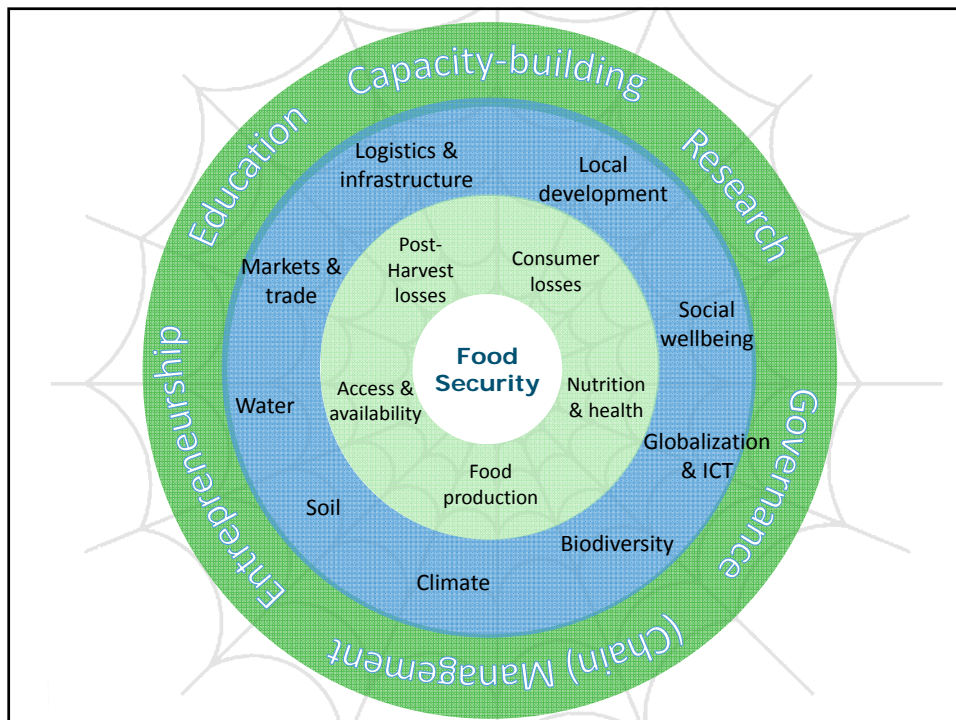 Capacity-building
Education
Research
Logistics &
infrastructure
Local
development
Post-
Harvest
losses
Consumer
losses
Markets &
trade
Social
wellbeing
Food
Security
Access &
availability
Nutrition
& health
Water
Entrepreneurship
Governance
Globalization
& ICT
Food
production
Soil
Biodiversity
Climate
(Chain) Management